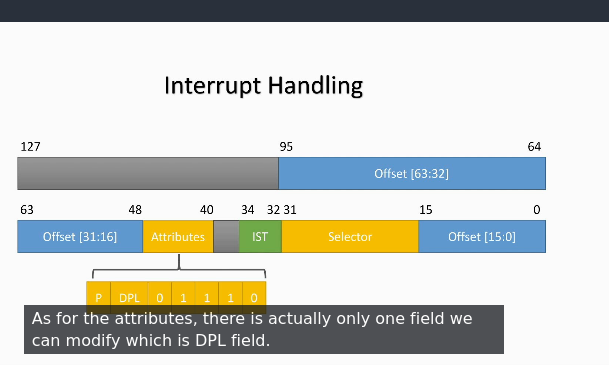 Interrupt Handling
127 95 64
Offset [63:32]
63 48 40 34 32 31 15 0
Offset [31:16] Attributes IST Selector Offset [15:0]
P DPL 0 1 1 1 0
As for the attributes, there is actually only one field we
can modify which is DPL field.